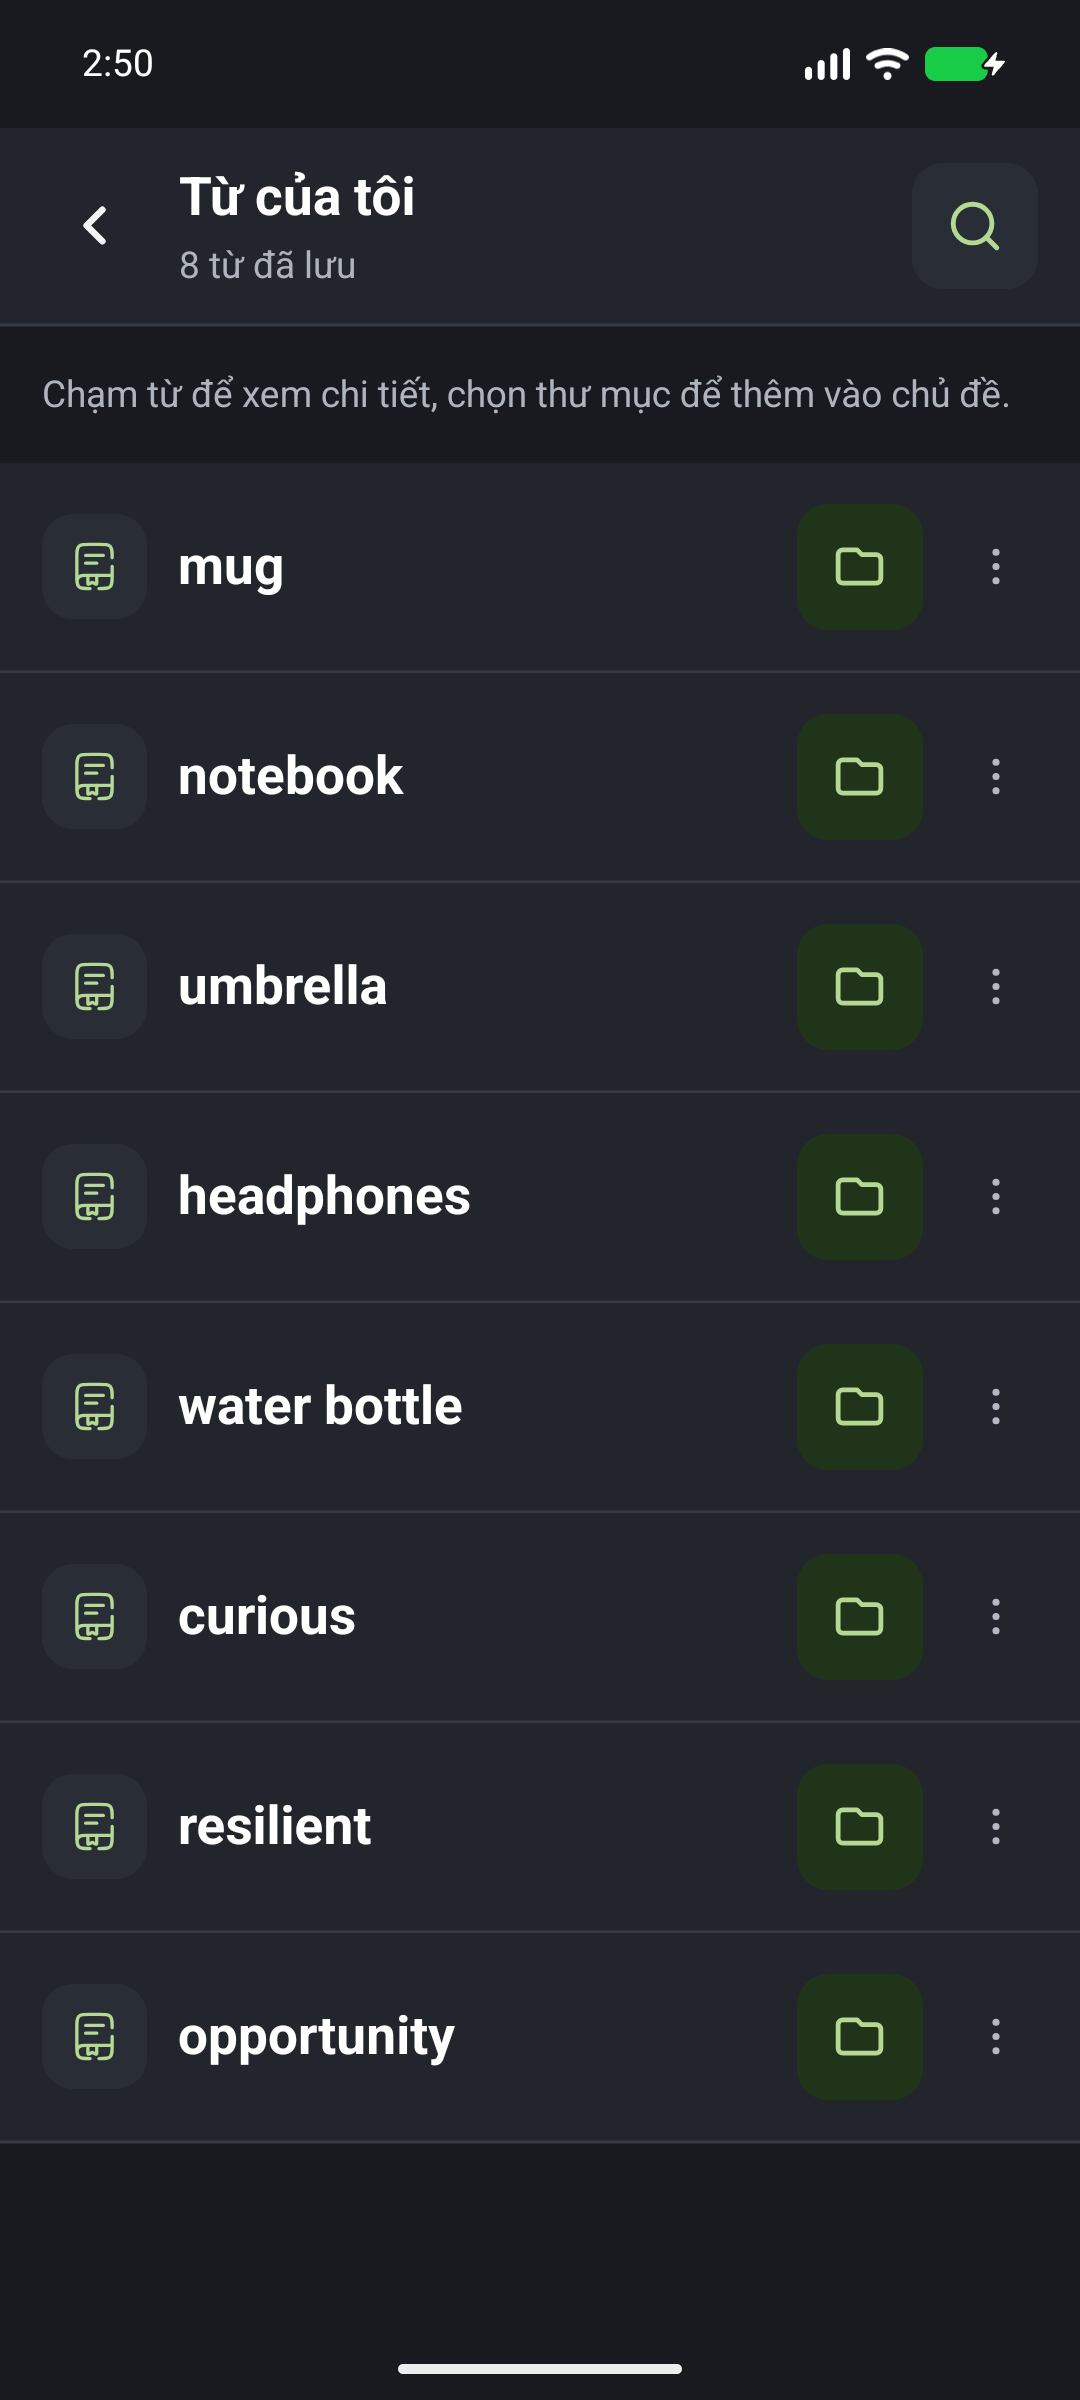 2:50
Từ của tôi
8 từ đã lưu
Chạm từ để xem chi tiết, chọn thư mục để thêm vào chủ đề.
mug
notebook
umbrella
headphones
water bottle
curious
resilient
opportunity